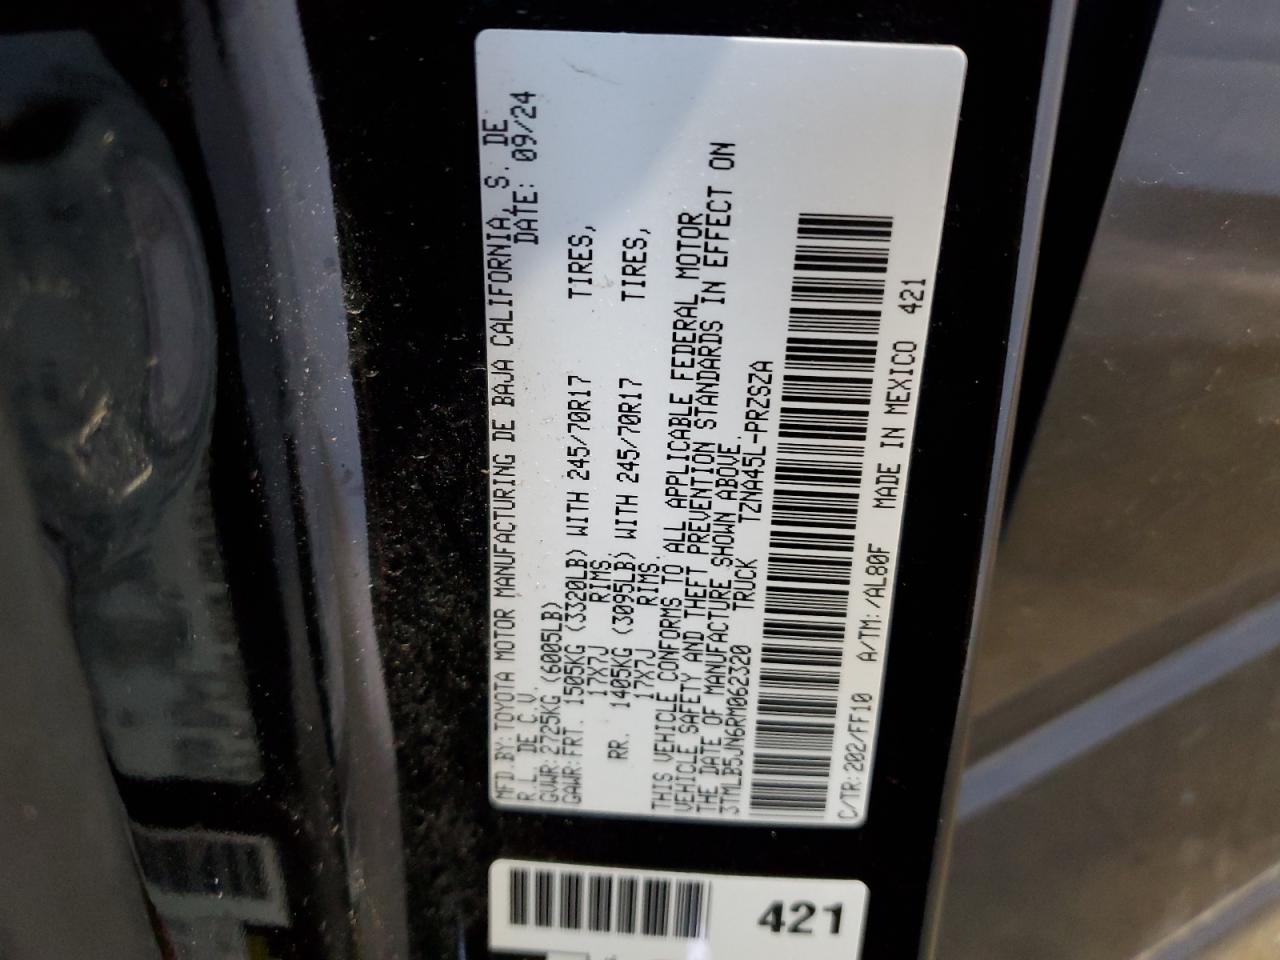 MFD.BY:TOYOTA MOTOR MANUFACTURING DE BAJA CALIFORNIA, S. DE
R.L. DE C.V. DATE: 09/24
GVWR:2725KG (6005LB)
GAWR:FRT. 1505KG (3320LB) WITH 245/70R17 TIRES,
17X7J RIMS.
RR. 1405KG (3095LB) WITH 245/70R17 TIRES,
17X7J RIMS.
THIS VEHICLE CONFORMS TO ALL APPLICABLE FEDERAL MOTOR
VEHICLE SAFETY AND THEFT PREVENTION STANDARDS IN EFFECT ON
THE DATE OF MANUFACTURE SHOWN ABOVE.
3TMLB5JN6RM062320 TRUCK TZNA45L-PRZSZA
C/TR:202/FF10 A/TM:/AL80F MADE IN MEXICO 421
421